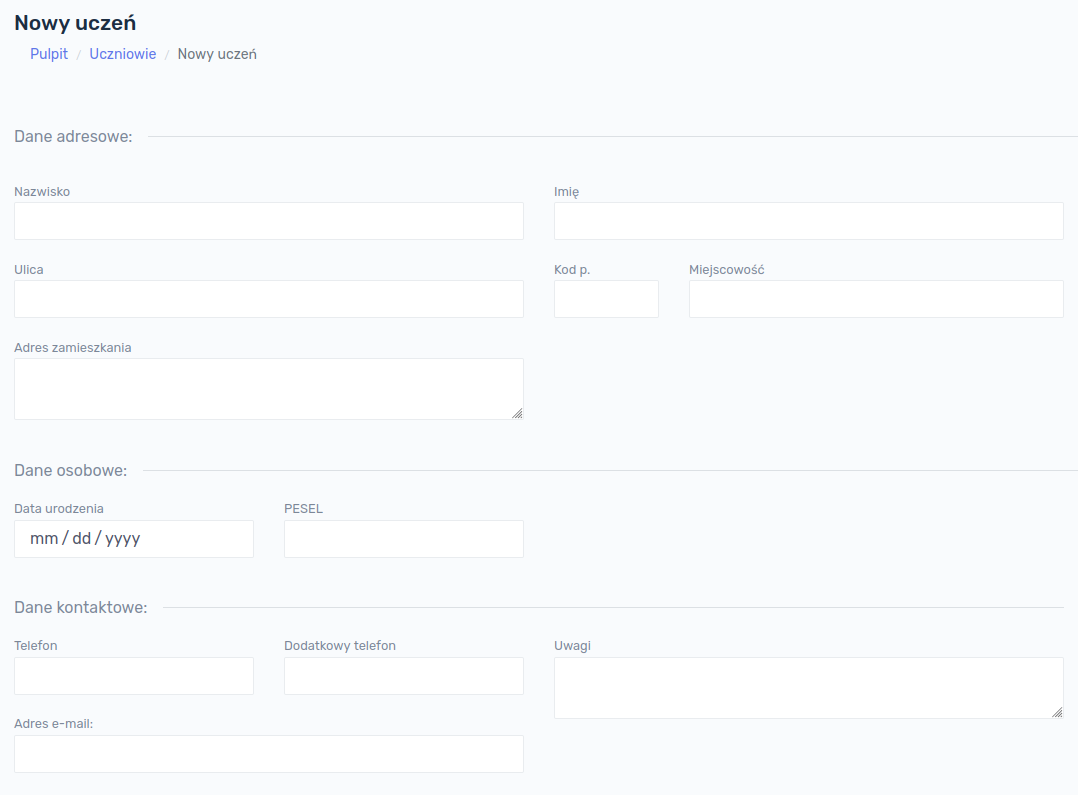 Nowy uczeń
Pulpit / Uczniowie / Nowy uczeń
Dane adresowe:
Nazwisko
Imię
Ulica
Kod p.
Miejscowość
Adres zamieszkania
Dane osobowe:
Data urodzenia
PESEL
mm / dd / yyyy
Dane kontaktowe:
Telefon
Dodatkowy telefon
Uwagi
Adres e-mail: